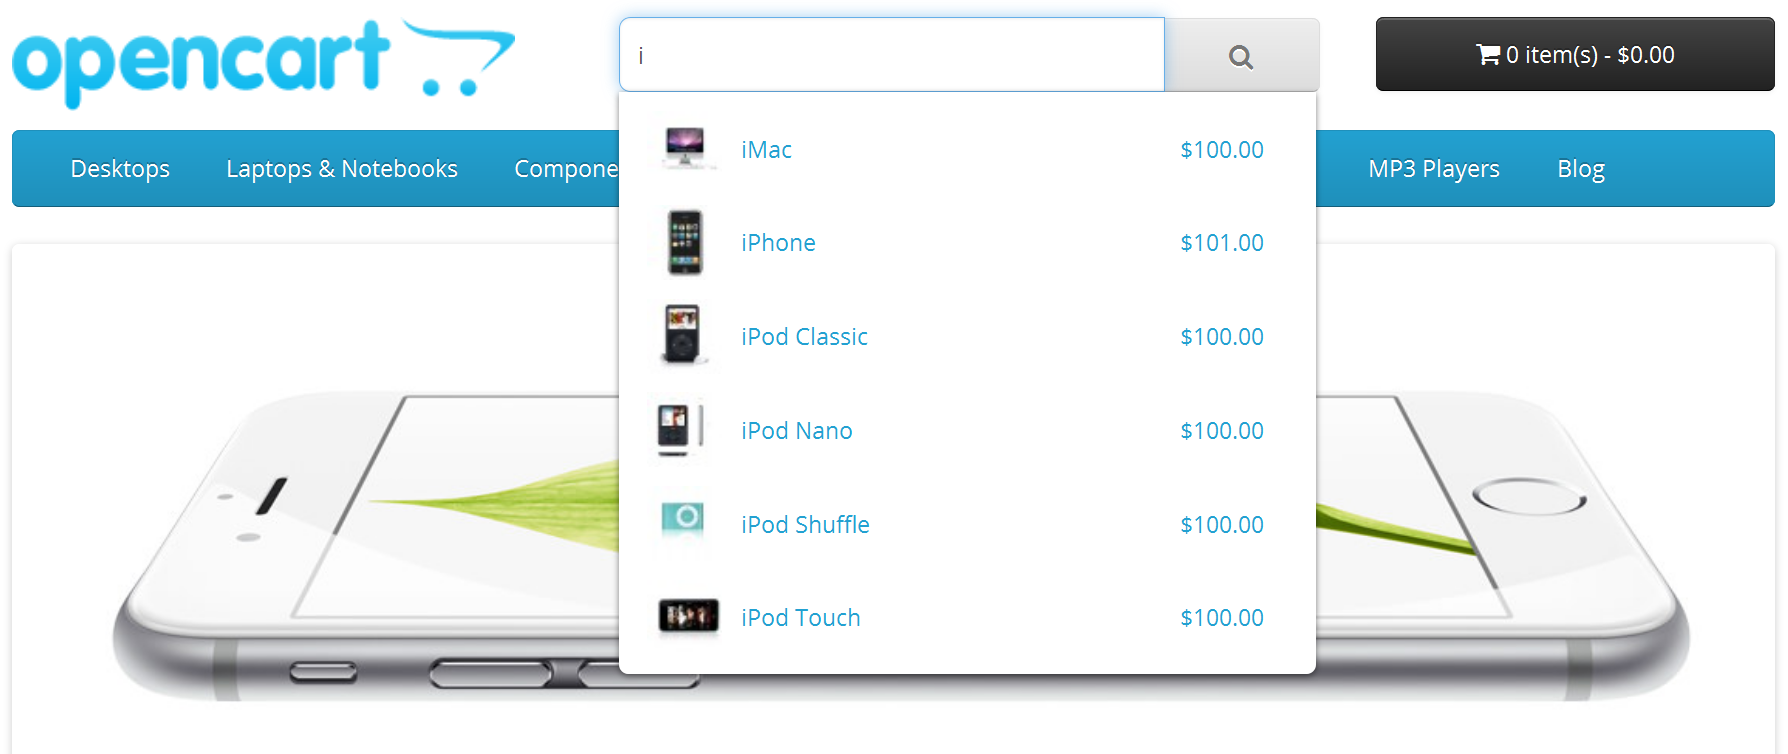 opencart
i
0 item(s) - $0.00
Desktops Laptops & Notebooks Compone MP3 Players Blog
iMac $100.00
iPhone $101.00
iPod Classic $100.00
iPod Nano $100.00
iPod Shuffle $100.00
iPod Touch $100.00